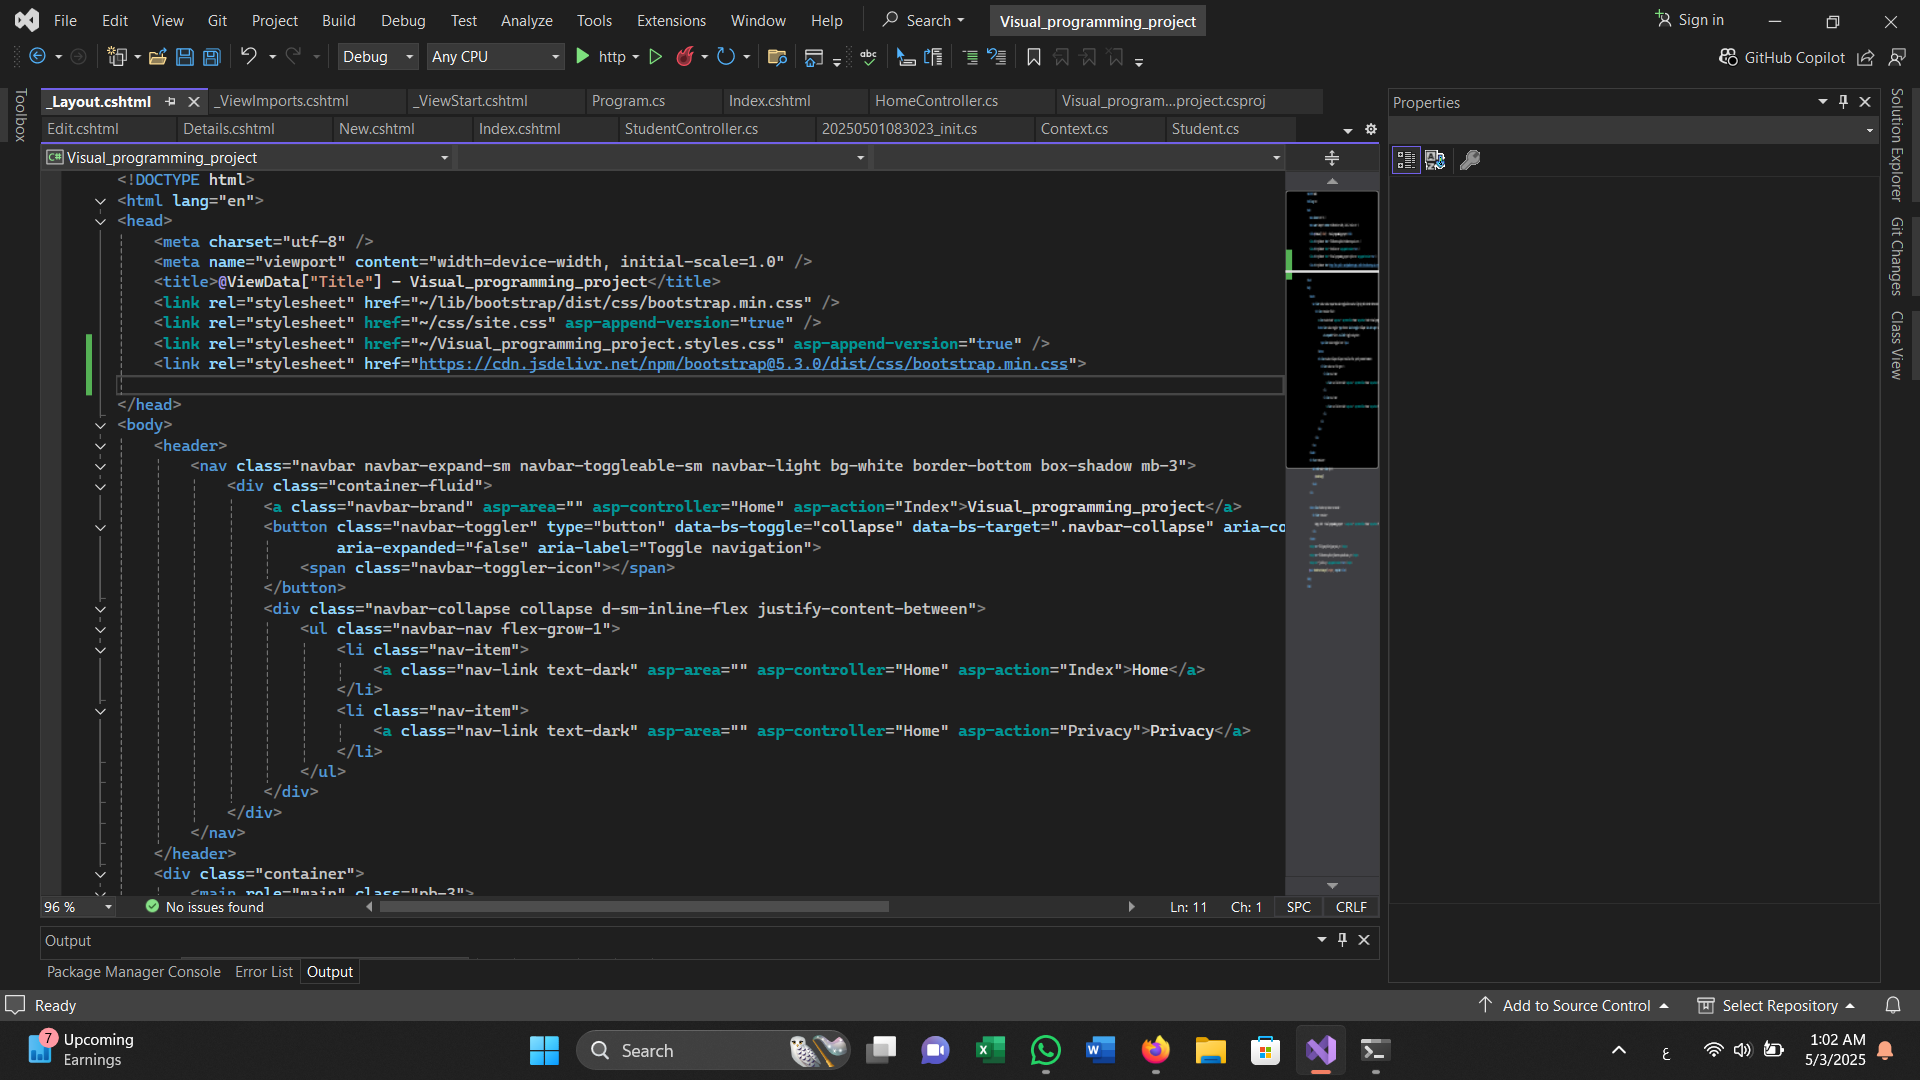 File Edit View Git Project Build Debug Test Analyze Tools Extensions Window Help Search Visual_programming_project Sign in
Debug Any CPU http abc GitHub Copilot
Toolbox
_Layout.cshtml _ViewImports.cshtml _ViewStart.cshtml Program.cs Index.cshtml HomeController.cs Visual_program...project.csproj
Edit.cshtml Details.cshtml New.cshtml Index.cshtml StudentController.cs 20250501083023_init.cs Context.cs Student.cs
C# Visual_programming_project
<!DOCTYPE html>
<html lang="en">
<head>
<meta charset="utf-8" />
<meta name="viewport" content="width=device-width, initial-scale=1.0" />
<title>@ViewData["Title"] - Visual_programming_project</title>
<link rel="stylesheet" href="~/lib/bootstrap/dist/css/bootstrap.min.css" />
<link rel="stylesheet" href="~/css/site.css" asp-append-version="true" />
<link rel="stylesheet" href="~/Visual_programming_project.styles.css" asp-append-version="true" />
<link rel="stylesheet" href="https://cdn.jsdelivr.net/npm/bootstrap@5.3.0/dist/css/bootstrap.min.css">
</head>
<body>
<header>
<nav class="navbar navbar-expand-sm navbar-toggleable-sm navbar-light bg-white border-bottom box-shadow mb-3">
<div class="container-fluid">
<a class="navbar-brand" asp-area="" asp-controller="Home" asp-action="Index">Visual_programming_project</a>
<button class="navbar-toggler" type="button" data-bs-toggle="collapse" data-bs-target=".navbar-collapse" aria-co
aria-expanded="false" aria-label="Toggle navigation">
<span class="navbar-toggler-icon"></span>
</button>
<div class="navbar-collapse collapse d-sm-inline-flex justify-content-between">
<ul class="navbar-nav flex-grow-1">
<li class="nav-item">
<a class="nav-link text-dark" asp-area="" asp-controller="Home" asp-action="Index">Home</a>
</li>
<li class="nav-item">
<a class="nav-link text-dark" asp-area="" asp-controller="Home" asp-action="Privacy">Privacy</a>
</li>
</ul>
</div>
</div>
</nav>
</header>
<div class="container">
<main role="main" class="pb-3">
96 % No issues found Ln: 11 Ch: 1 SPC CRLF
Output
Package Manager Console Error List Output
Properties
Solution Explorer
Git Changes
Class View
Ready Add to Source Control Select Repository
7 Upcoming
Earnings
Search
ع
1:02 AM
5/3/2025